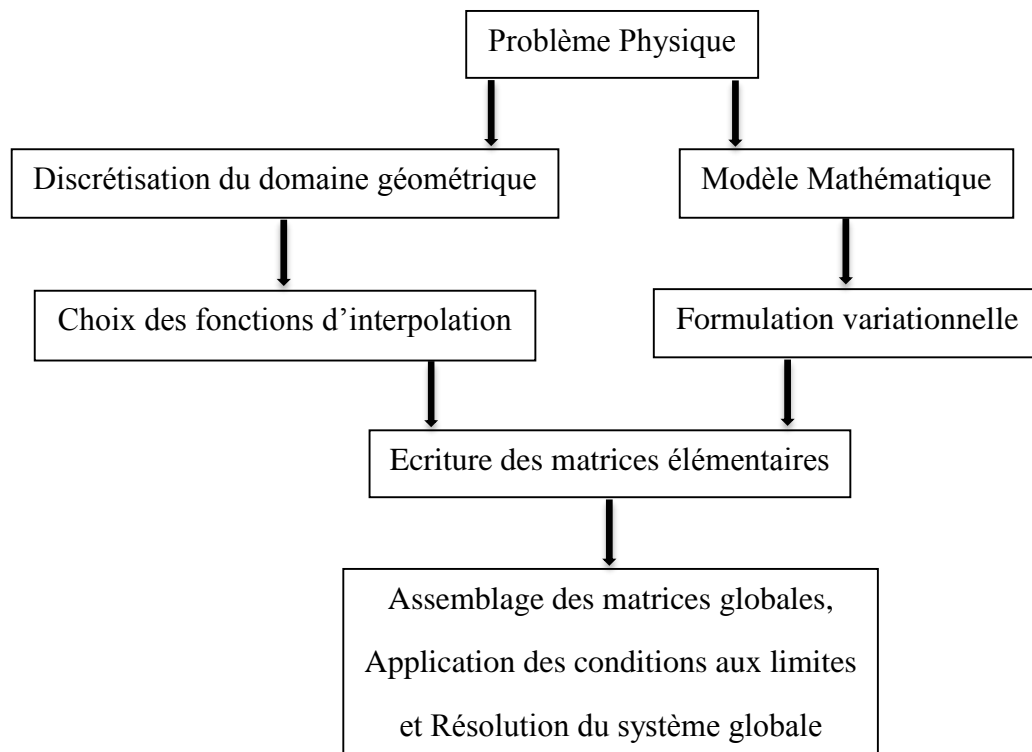 Problème Physique
Discrétisation du domaine géométrique
Modèle Mathématique
Choix des fonctions d’interpolation
Formulation variationnelle
Ecriture des matrices élémentaires
Assemblage des matrices globales,
Application des conditions aux limites
et Résolution du système globale